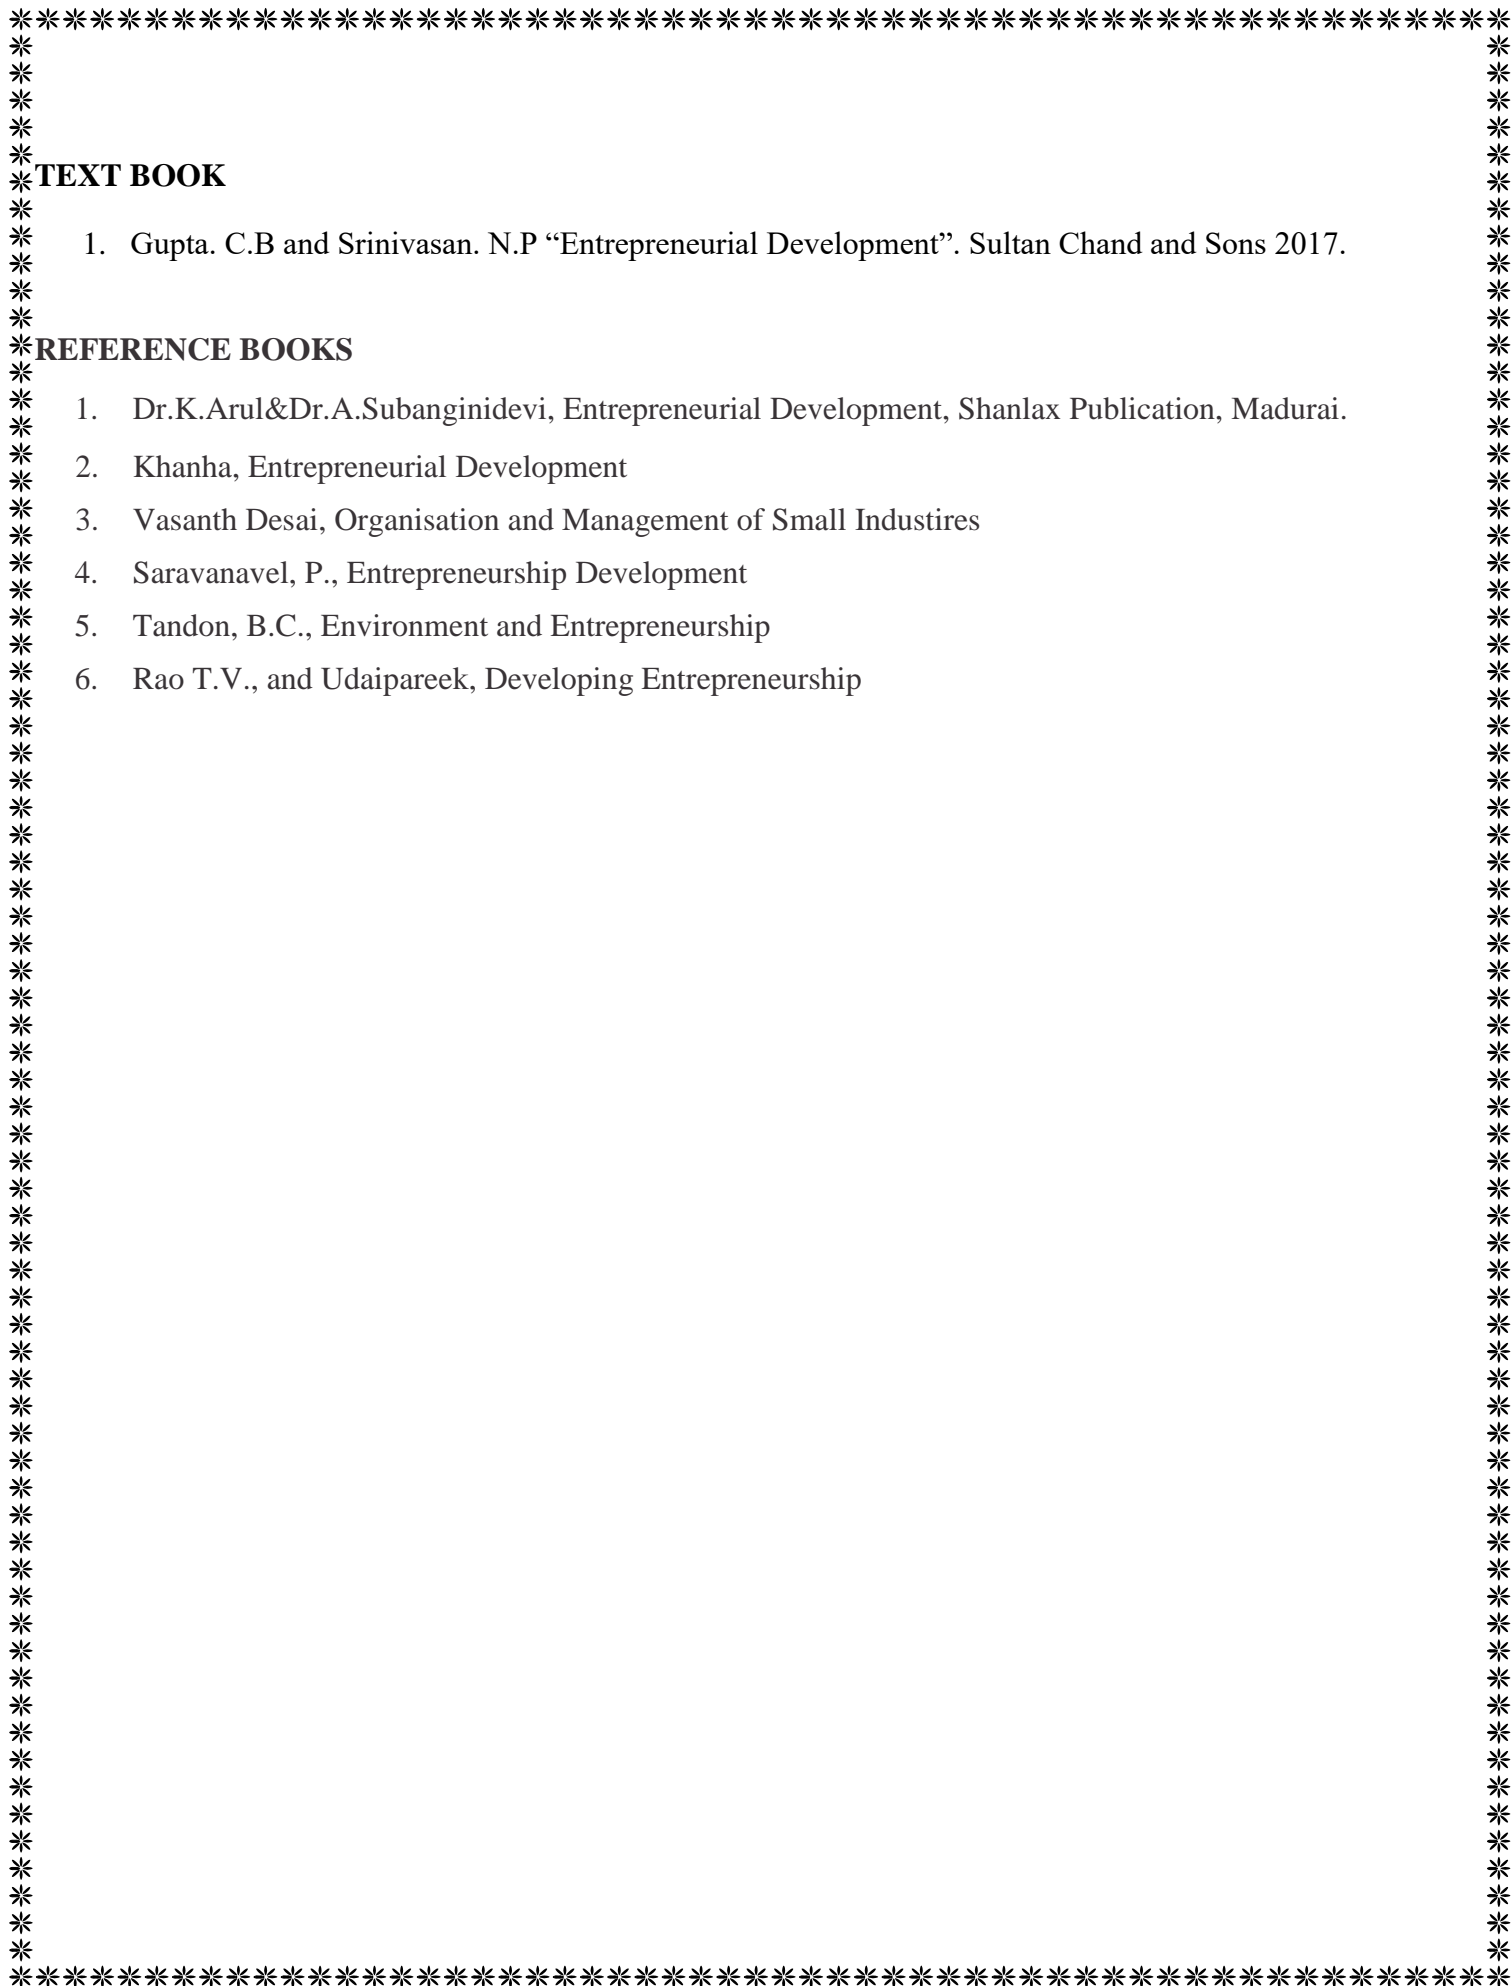 TEXT BOOK
1. Gupta. C.B and Srinivasan. N.P “Entrepreneurial Development”. Sultan Chand and Sons 2017.
REFERENCE BOOKS
1. Dr.K.Arul&Dr.A.Subanginidevi, Entrepreneurial Development, Shanlax Publication, Madurai.
2. Khanha, Entrepreneurial Development
3. Vasanth Desai, Organisation and Management of Small Industires
4. Saravanavel, P., Entrepreneurship Development
5. Tandon, B.C., Environment and Entrepreneurship
6. Rao T.V., and Udaipareek, Developing Entrepreneurship